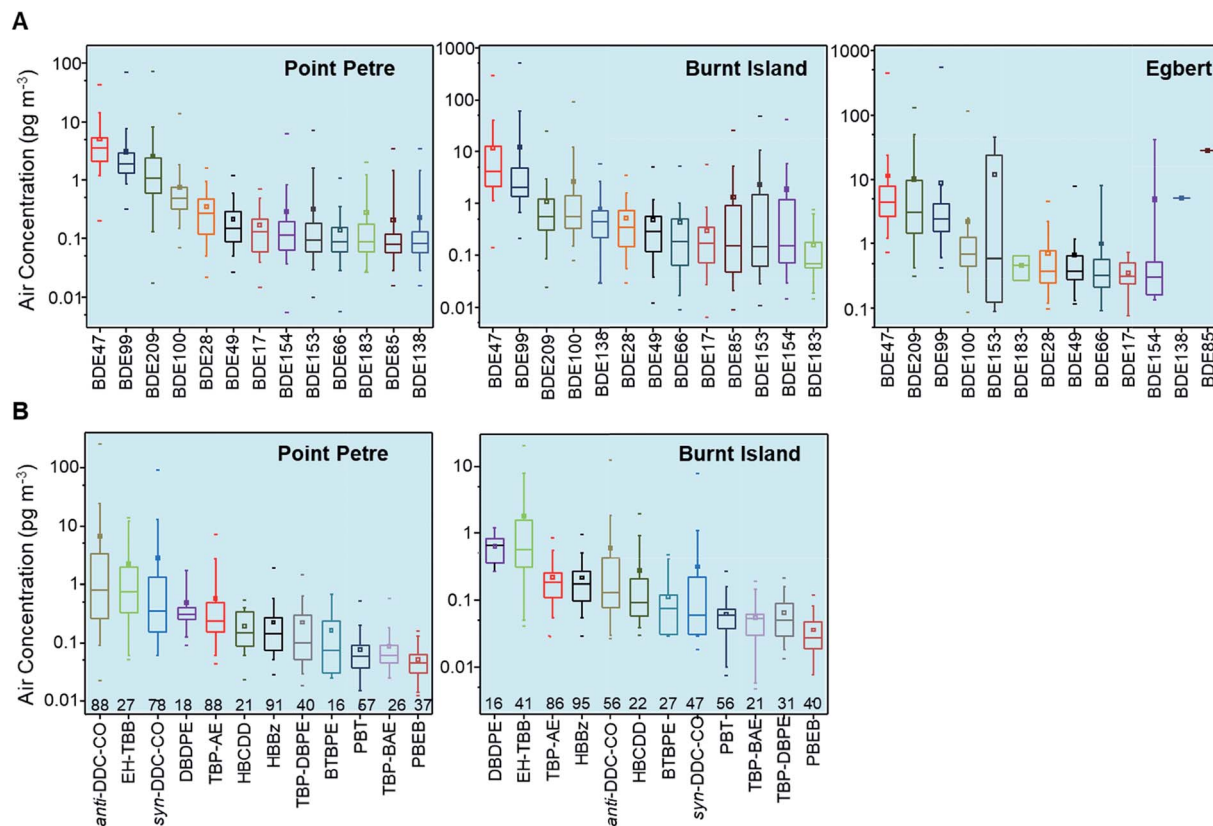 A
Point Petre
Burnt Island
Egbert
Air Concentration (pg m⁻³)
100
10
1
0.1
0.01
1000
100
10
1
0.1
0.01
1000
100
10
1
0.1
BDE47
BDE99
BDE209
BDE100
BDE28
BDE49
BDE17
BDE154
BDE153
BDE66
BDE183
BDE85
BDE138
BDE47
BDE99
BDE209
BDE100
BDE138
BDE28
BDE49
BDE66
BDE17
BDE85
BDE153
BDE154
BDE183
BDE47
BDE209
BDE99
BDE100
BDE153
BDE183
BDE28
BDE49
BDE66
BDE17
BDE154
BDE138
BDE85
B
Point Petre
Burnt Island
Air Concentration (pg m⁻³)
100
10
1
0.1
0.01
10
1
0.1
0.01
88 27 78 18 88 21 91 40 16 67 26 37
16 41 86 95 56 22 27 47 56 21 31 40
anti-DDC-CO
EH-TBB
syn-DDC-CO
DBDPE
TBP-AE
HBCDD
HBBz
TBP-DBPE
BTBPE
PBT
TBP-BAE
PBEB
DBDPE
EH-TBB
TBP-AE
HBBz
anti-DDC-CO
HBCDD
BTBPE
syn-DDC-CO
PBT
TBP-BAE
TBP-DBPE
PBEB